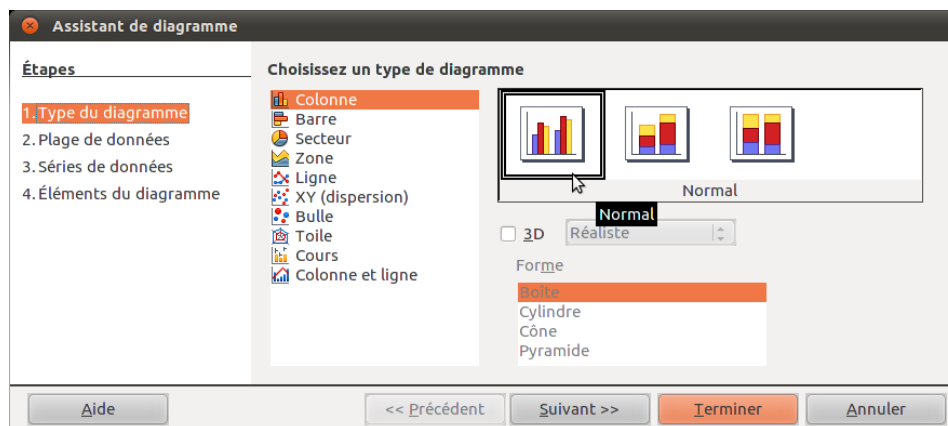 Assistant de diagramme
Étapes
1. Type du diagramme
2. Plage de données
3. Séries de données
4. Éléments du diagramme
Choisissez un type de diagramme
Colonne
Barre
Secteur
Zone
Ligne
XY (dispersion)
Bulle
Toile
Cours
Colonne et ligne
Normal
Normal
3D
Réaliste
Forme
Boîte
Cylindre
Cône
Pyramide
Aide
<< Précédent
Suivant >>
Terminer
Annuler